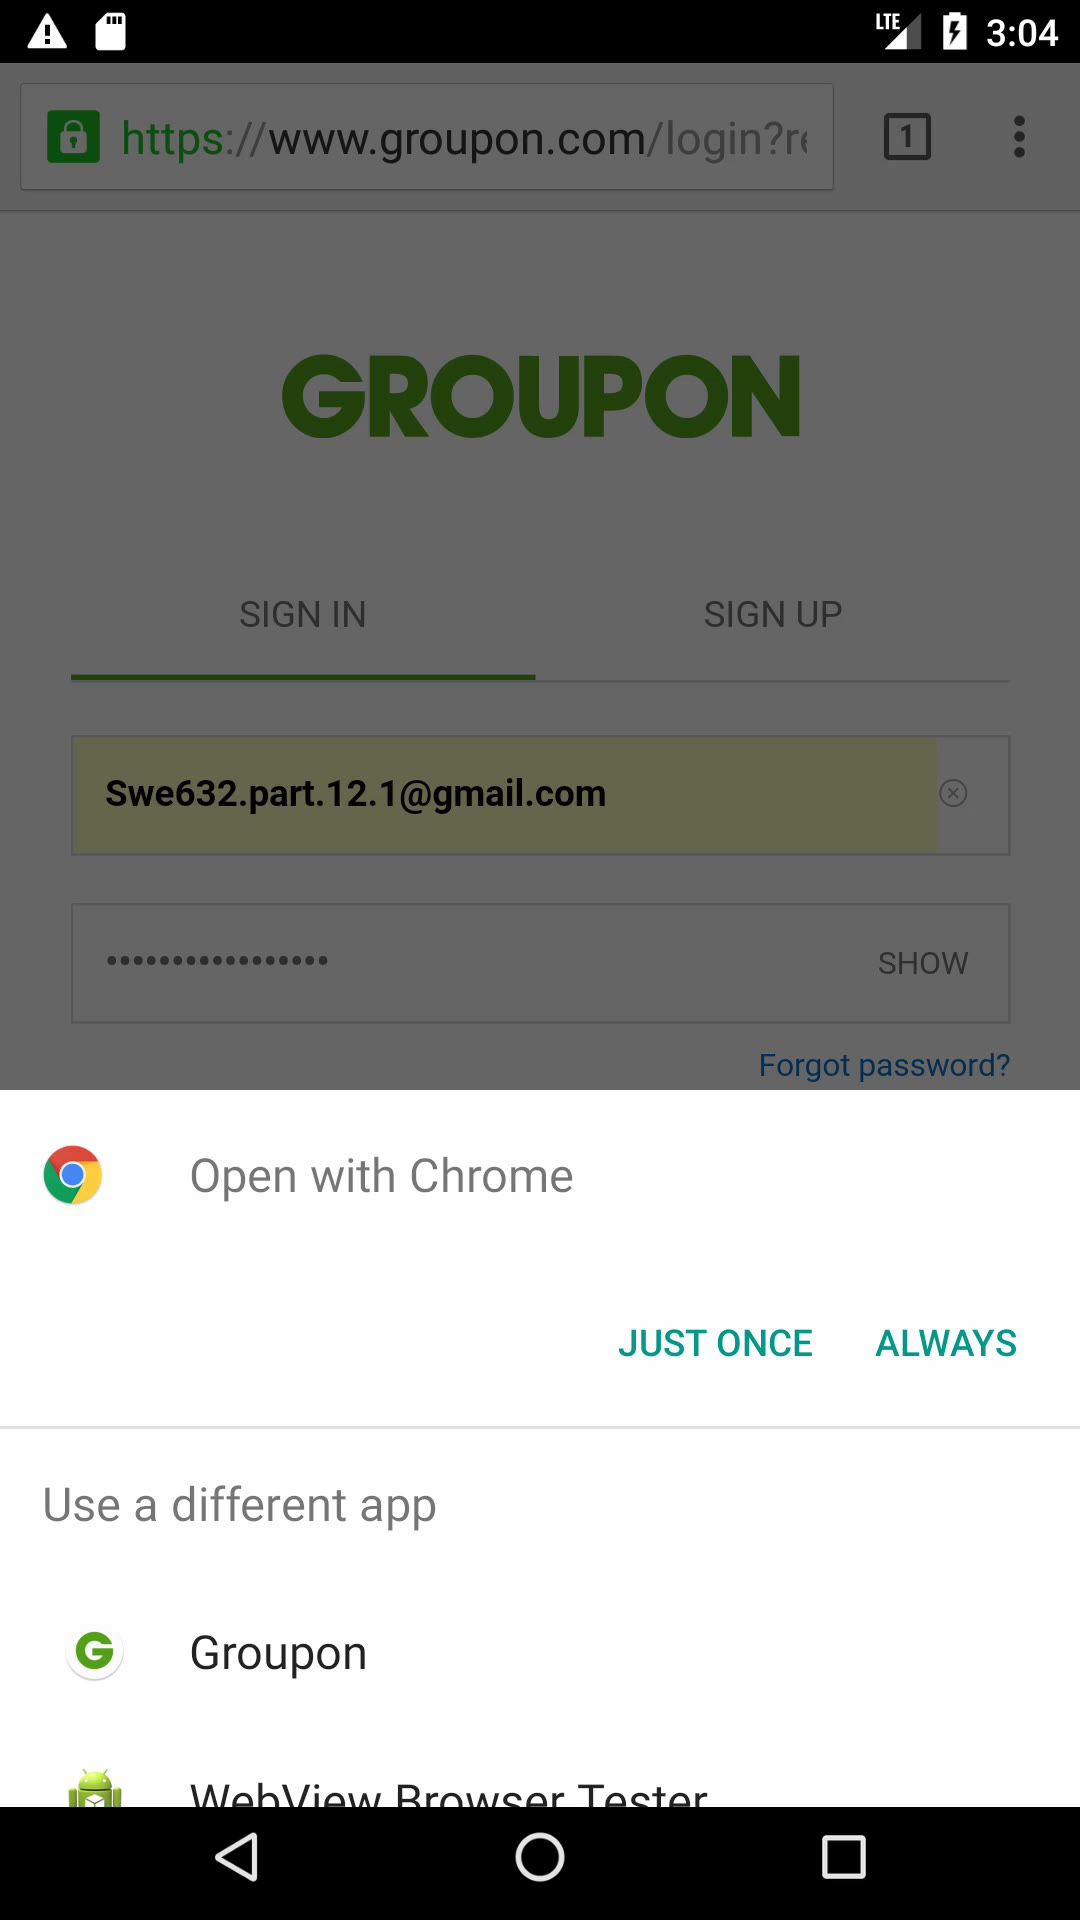 LTE 3:04
https://www.groupon.com/login?re
1
GROUPON
SIGN IN SIGN UP
Swe632.part.12.1@gmail.com
•••••••••••••••••
SHOW
Forgot password?
Open with Chrome
JUST ONCE ALWAYS
Use a different app
G Groupon
WebView Browser Tester